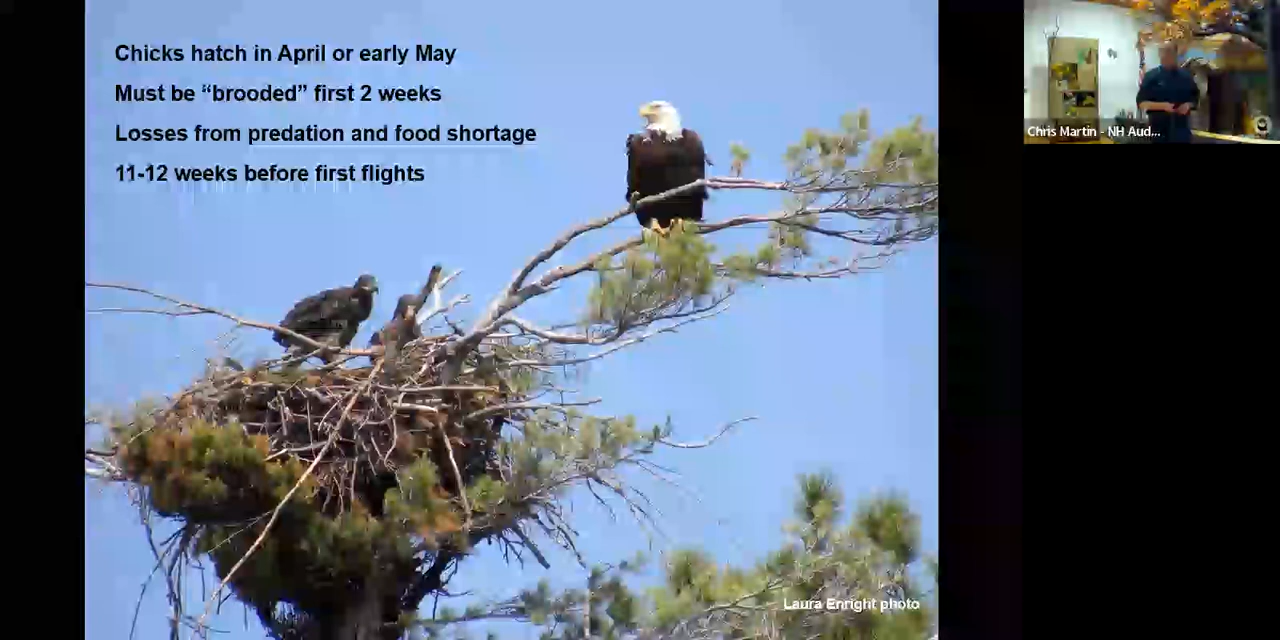 Chicks hatch in April or early May
Must be “brooded” first 2 weeks
Losses from predation and food shortage
11-12 weeks before first flights
Chris Martin - NH Aud...
Laura Enright photo